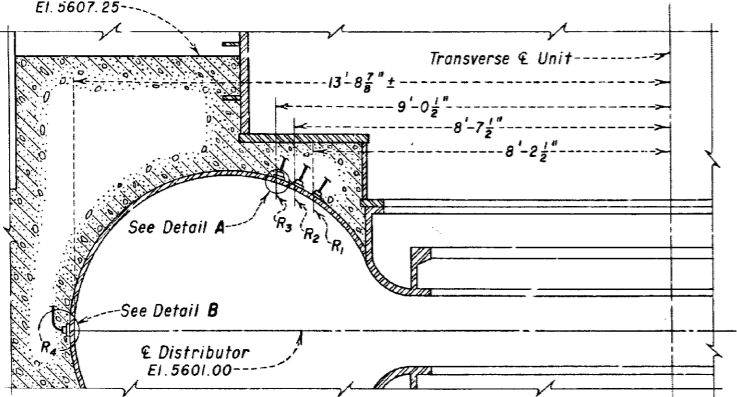 El. 5607.25
Transverse ℄ Unit
13'-8 7/8" ±
9'-0 1/2"
8'-7 1/2"
8'-2 1/2"
See Detail A
R3
R2
R1
See Detail B
R4
℄ Distributor
El. 5601.00